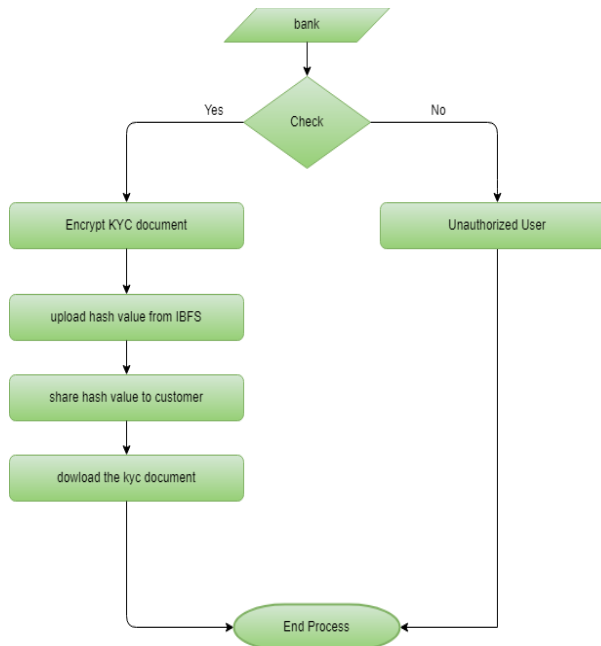 bank
Check
Yes
No
Encrypt KYC document
Unauthorized User
upload hash value from IBFS
share hash value to customer
dowload the kyc document
End Process